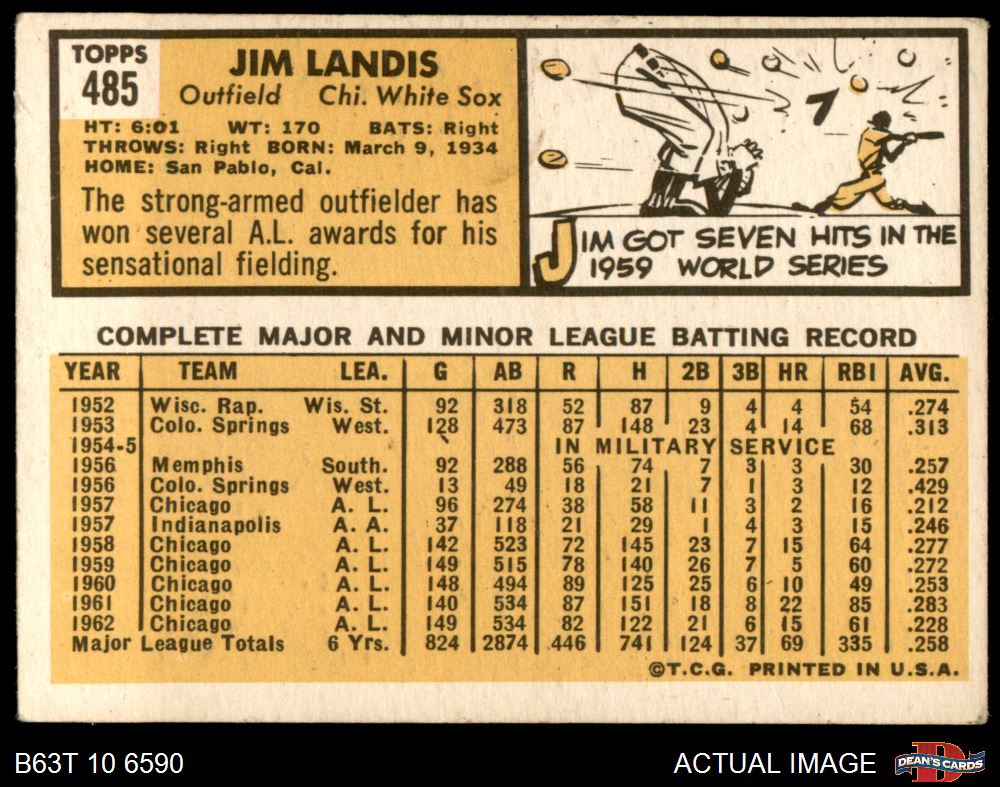 TOPPS
485
JIM LANDIS
Outfield Chi. White Sox
HT: 6:01 WT: 170 BATS: Right
THROWS: Right BORN: March 9, 1934
HOME: San Pablo, Cal.
The strong-armed outfielder has
won several A.L. awards for his
sensational fielding.
7
JIM GOT SEVEN HITS IN THE
1959 WORLD SERIES
COMPLETE MAJOR AND MINOR LEAGUE BATTING RECORD
YEAR TEAM LEA. G AB R H 2B 3B HR RBI AVG.
1952 Wisc. Rap. Wis. St. 92 318 52 87 9 4 4 54 .274
1953 Colo. Springs West. 128 473 87 148 23 4 14 68 .313
1954-5 IN MILITARY SERVICE
1956 Memphis South. 92 288 56 74 7 3 3 30 .257
1956 Colo. Springs West. 13 49 18 21 7 1 3 12 .429
1957 Chicago A. L. 96 274 38 58 11 3 2 16 .212
1957 Indianapolis A. A. 37 118 21 29 1 4 3 15 .246
1958 Chicago A. L. 142 523 72 145 23 7 15 64 .277
1959 Chicago A. L. 149 515 78 140 26 7 5 60 .272
1960 Chicago A. L. 148 494 89 125 25 6 10 49 .253
1961 Chicago A. L. 140 534 87 151 18 8 22 85 .283
1962 Chicago A. L. 149 534 82 122 21 6 15 61 .228
Major League Totals 6 Yrs. 824 2874 446 741 124 37 69 335 .258
©T.C.G. PRINTED IN U.S.A.
B63T 10 6590
ACTUAL IMAGE
DEAN'S CARDS